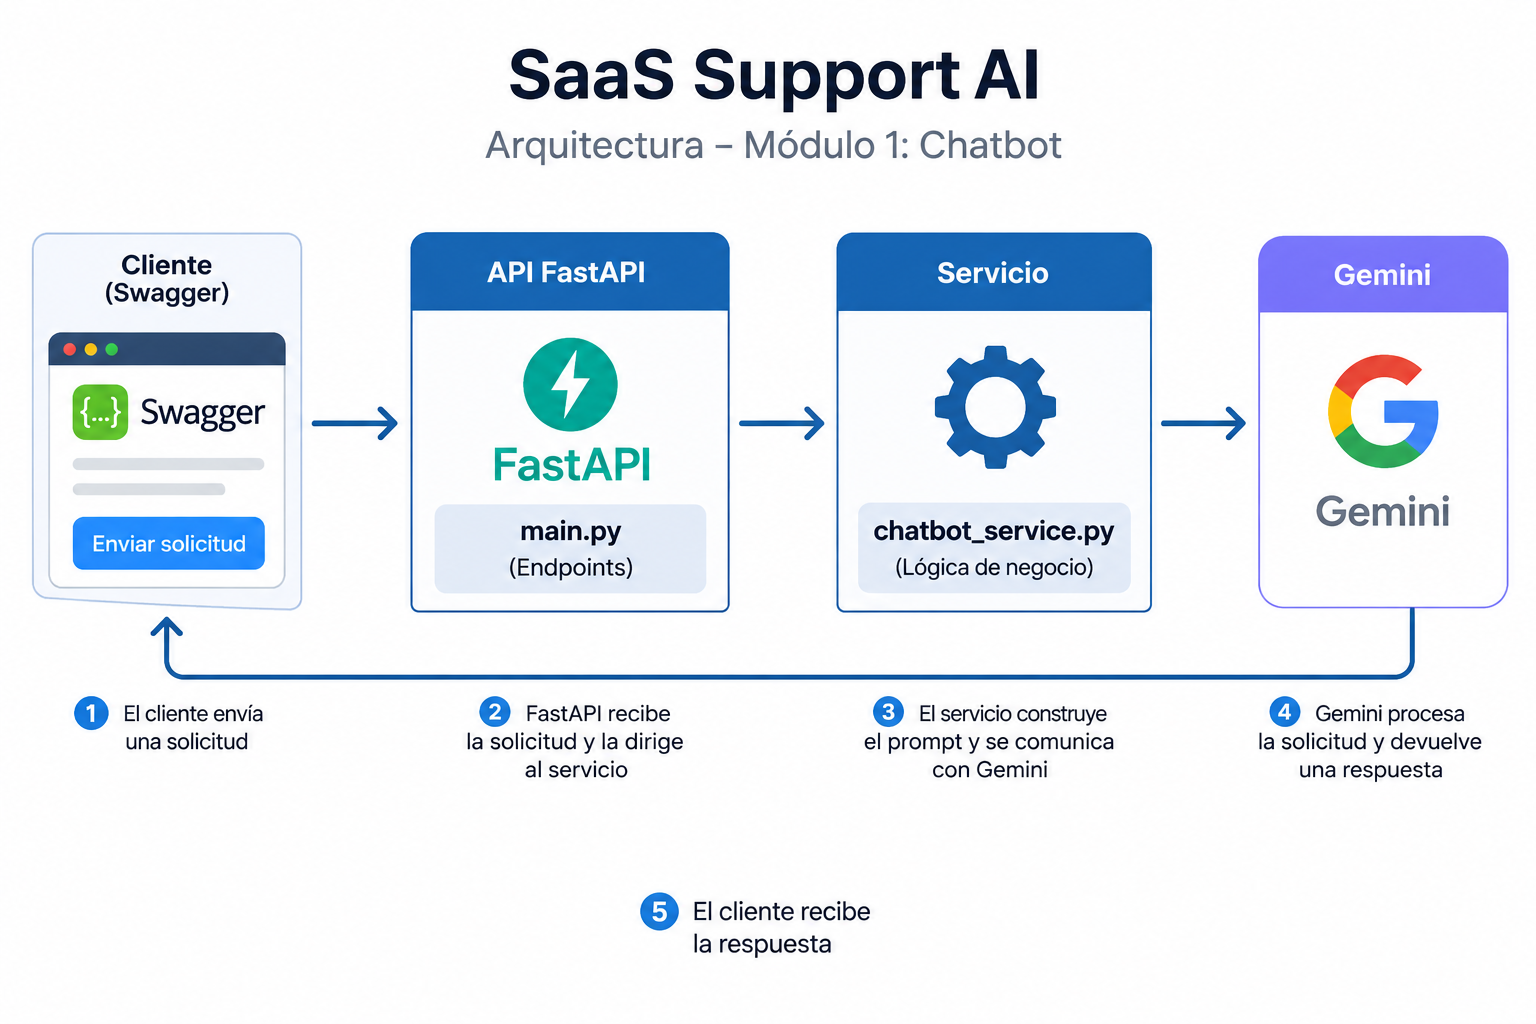 SaaS Support AI
Arquitectura – Módulo 1: Chatbot
Cliente
(Swagger)
{...} Swagger
Enviar solicitud
API FastAPI
FastAPI
main.py
(Endpoints)
Servicio
chatbot_service.py
(Lógica de negocio)
Gemini
Gemini
1 El cliente envía
una solicitud
2 FastAPI recibe
la solicitud y la dirige
al servicio
3 El servicio construye
el prompt y se comunica
con Gemini
4 Gemini procesa
la solicitud y devuelve
una respuesta
5 El cliente recibe
la respuesta